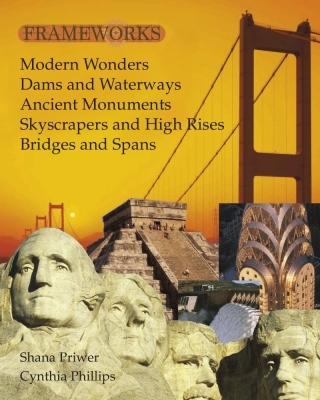 FRAMEWORKS
Modern Wonders
Dams and Waterways
Ancient Monuments
Skyscrapers and High Rises
Bridges and Spans
Shana Priwer
Cynthia Phillips